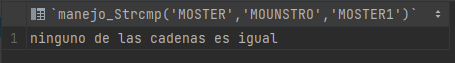 `manejo_Strcmp('MOSTER','MOUNSTRO','MOSTER1')`
1 ninguno de las cadenas es igual